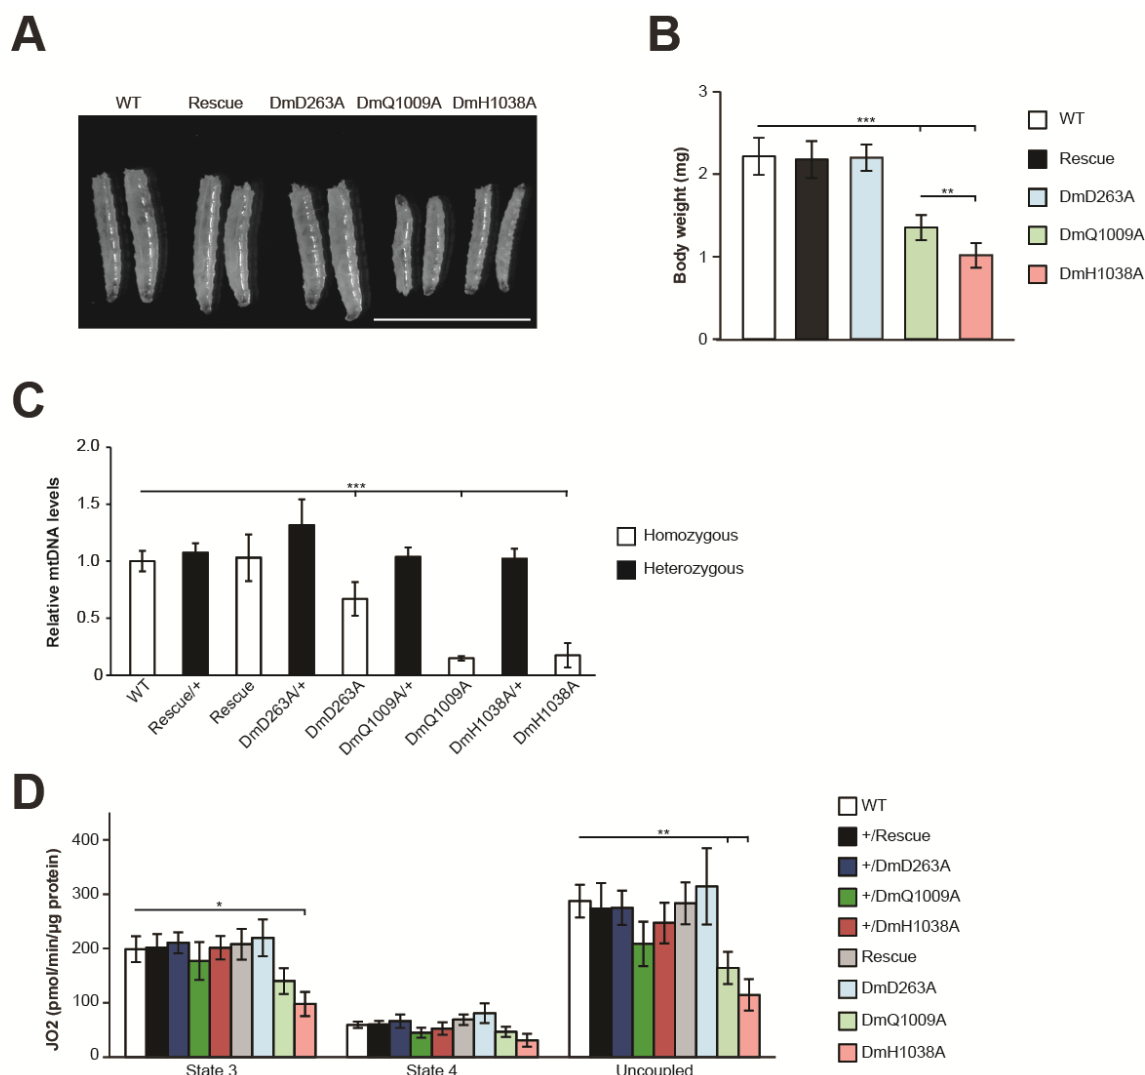 A
WT Rescue DmD263A DmQ1009A DmH1038A
B
3
2
1
0
Body weight (mg)
***
**
WT
Rescue
DmD263A
DmQ1009A
DmH1038A
C
2.0
1.5
1.0
0.5
0
Relative mtDNA levels
***
WT
Rescue/+
Rescue
DmD263A/+
DmD263A
DmQ1009A/+
DmQ1009A
DmH1038A/+
DmH1038A
Homozygous
Heterozygous
D
400
300
200
100
0
JO2 (pmol/min/µg protein)
*
**
State 3 State 4 Uncoupled
WT
+/Rescue
+/DmD263A
+/DmQ1009A
+/DmH1038A
Rescue
DmD263A
DmQ1009A
DmH1038A